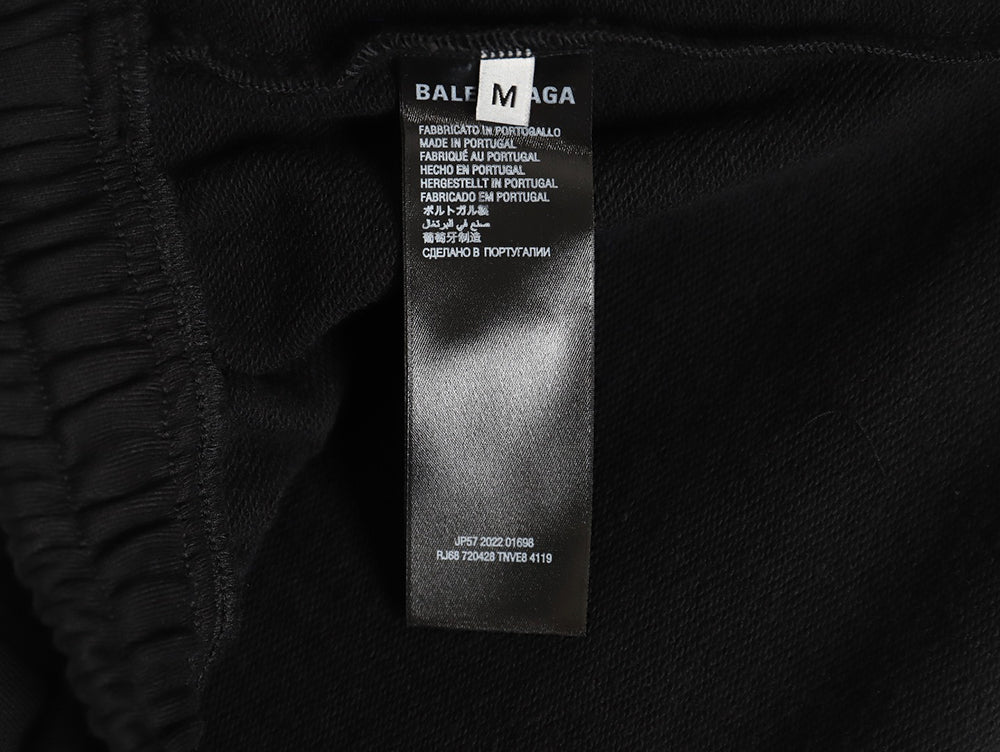 BALE AGA
M
FABBRICATO IN PORTOGALLO
MADE IN PORTUGAL
FABRIQUÉ AU PORTUGAL
HECHO EN PORTUGAL
HERGESTELLT IN PORTUGAL
FABRICADO EM PORTUGAL
ポルトガル製
صنع في البرتغال
葡萄牙制造
СДЕЛАНО В ПОРТУГАЛИИ
JP57 2022 01698
RJ68 720428 TNVE8 4119